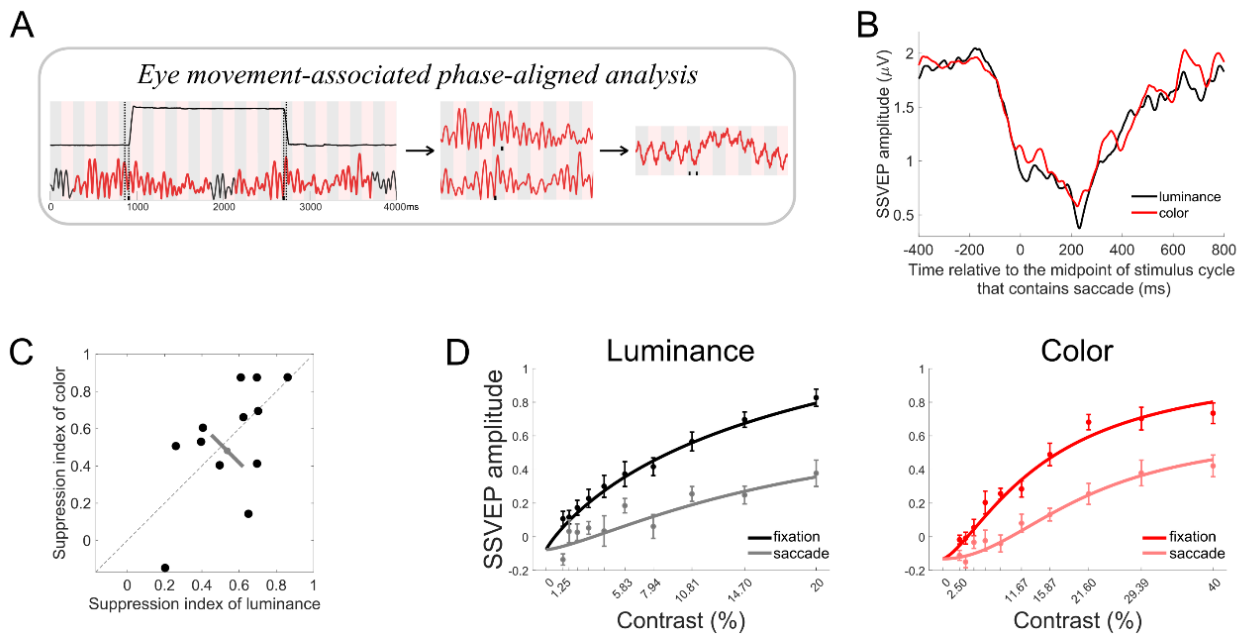 A
Eye movement-associated phase-aligned analysis
0
1000
2000
3000
4000ms
B
SSVEP amplitude (µV)
2
1.5
1
0.5
-400
-200
0
200
400
600
800
luminance
color
Time relative to the midpoint of stimulus cycle
that contains saccade (ms)
C
Suppression index of color
1
0.8
0.6
0.4
0.2
0
0
0.2
0.4
0.6
0.8
1
Suppression index of luminance
D
Luminance
SSVEP amplitude
1
0.8
0.6
0.4
0.2
0
-0.2
fixation
saccade
0
1.25
5.83
7.94
10.81
14.70
20
Contrast (%)
Color
1
0.8
0.6
0.4
0.2
0
-0.2
fixation
saccade
0
2.50
11.67
15.87
21.60
29.39
40
Contrast (%)